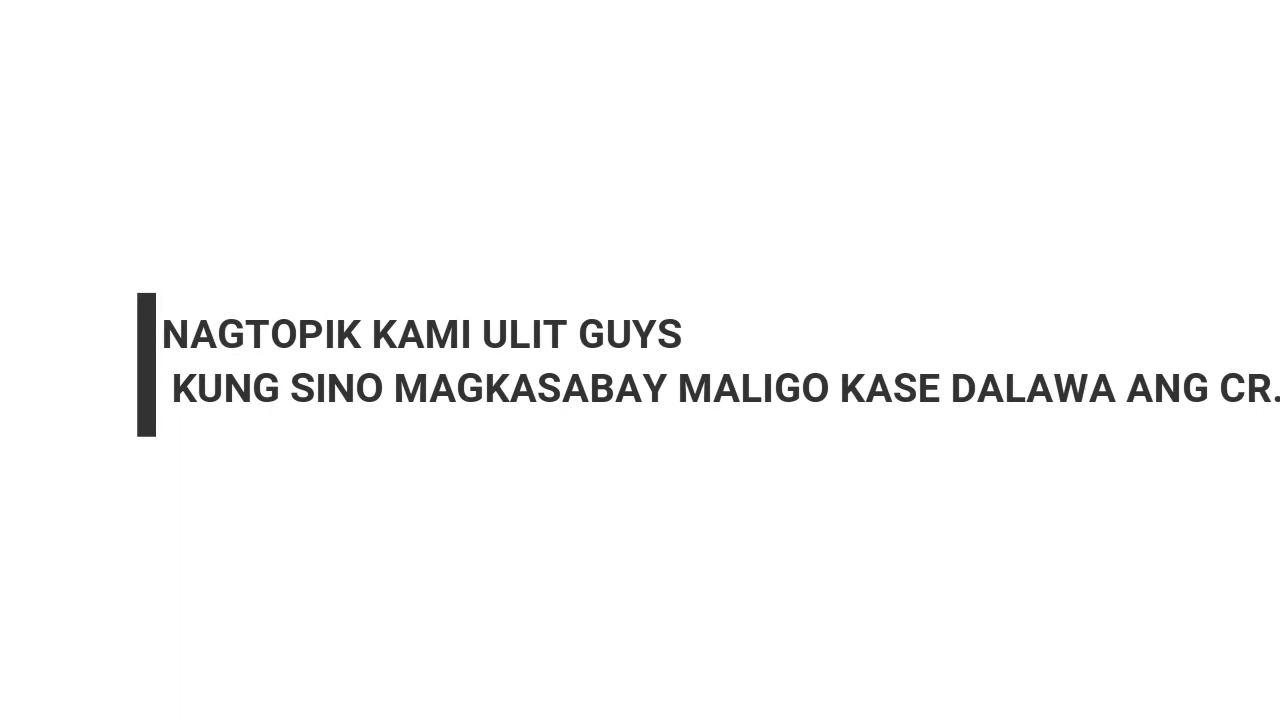 NAGTOPIK KAMI ULIT GUYS
KUNG SINO MAGKASABAY MALIGO KASE DALAWA ANG CR.